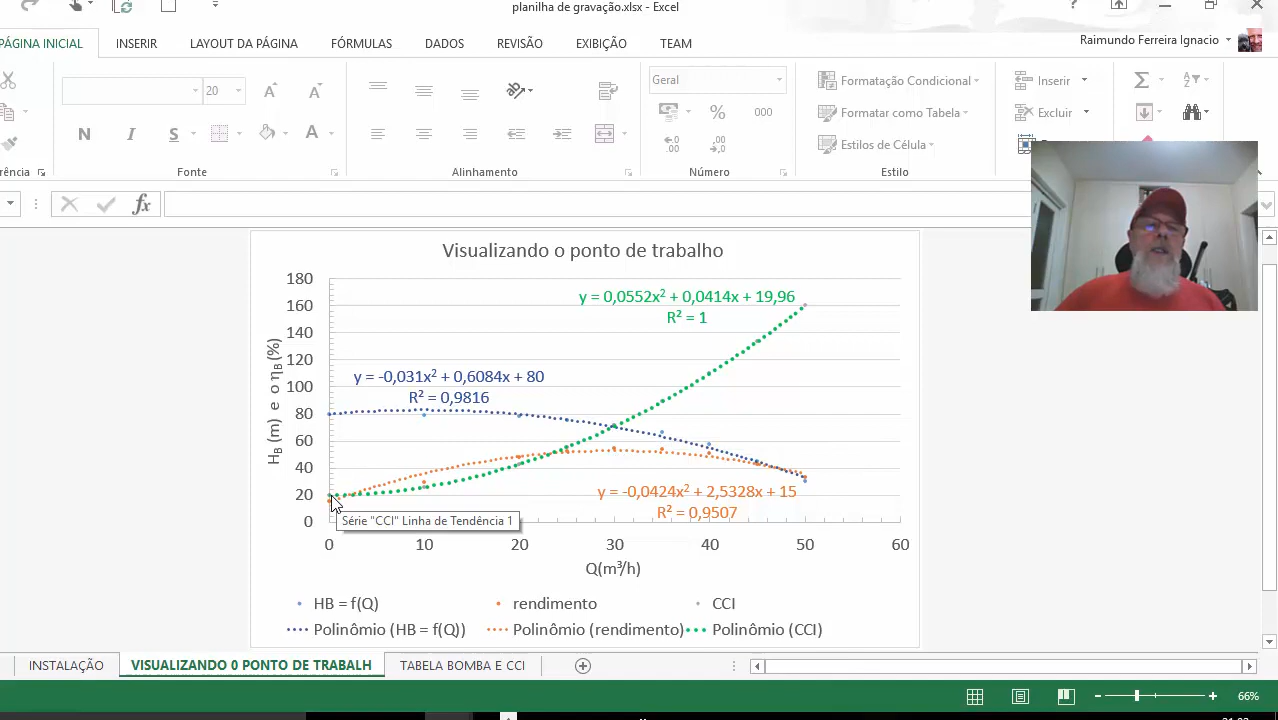 planilha de gravação.xlsx - Excel
?
PÁGINA INICIAL INSERIR LAYOUT DA PÁGINA FÓRMULAS DADOS REVISÃO EXIBIÇÃO TEAM
Raimundo Ferreira Ignacio
20
Geral
Formatação Condicional
Inserir
N I S
% 000
Formatar como Tabela
Excluir
Estilos de Célula
Fonte
Alinhamento
Número
Estilo
fx
Visualizando o ponto de trabalho
180
160
140
120
100
80
60
40
20
0
H_B (m) e o η_B (%)
y = 0,0552x² + 0,0414x + 19,96
R² = 1
y = -0,031x² + 0,6084x + 80
R² = 0,9816
y = -0,0424x² + 2,5328x + 15
R² = 0,9507
Série "CCI" Linha de Tendência 1
0 10 20 30 40 50 60
Q(m³/h)
HB = f(Q) rendimento CCI
Polinômio (HB = f(Q)) Polinômio (rendimento) Polinômio (CCI)
INSTALAÇÃO VISUALIZANDO 0 PONTO DE TRABALH TABELA BOMBA E CCI
66%